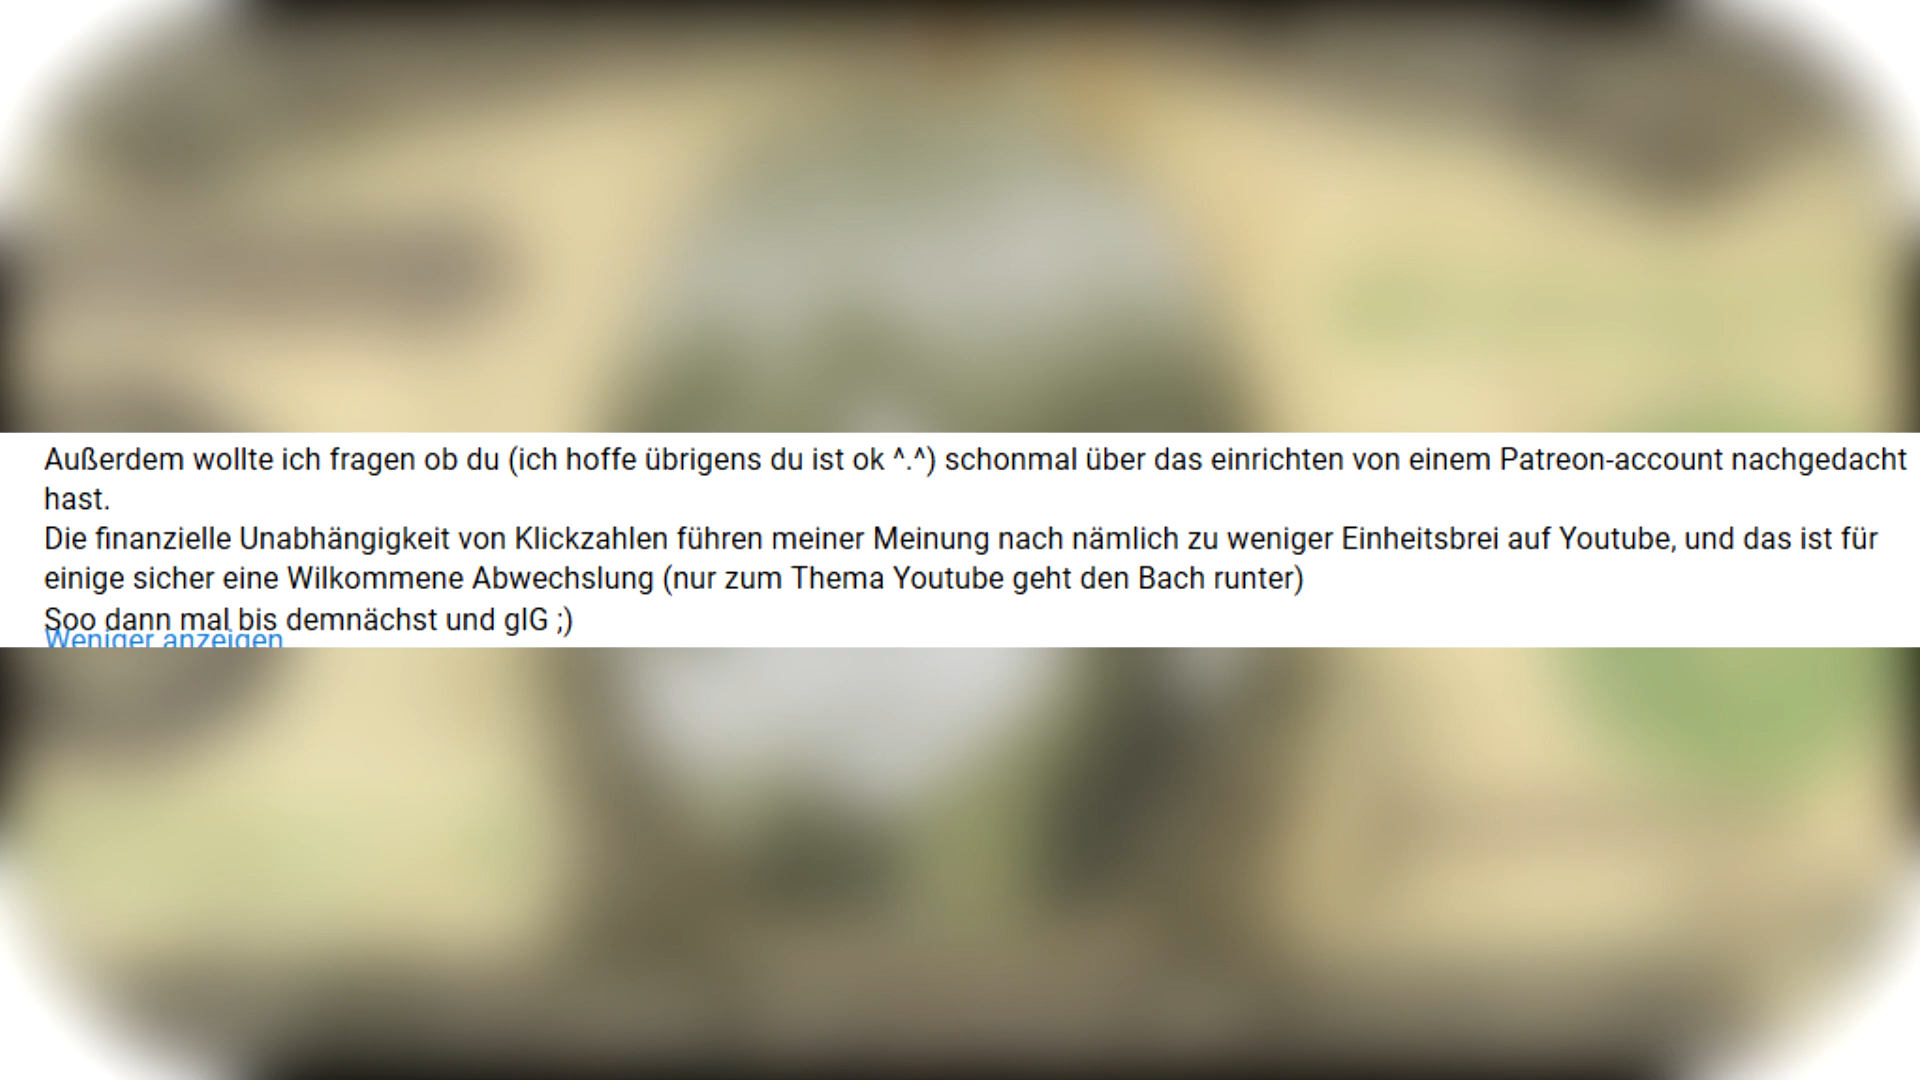 Außerdem wollte ich fragen ob du (ich hoffe übrigens du ist ok ^.^) schonmal über das einrichten von einem Patreon-account nachgedacht
hast.
Die finanzielle Unabhängigkeit von Klickzahlen führen meiner Meinung nach nämlich zu weniger Einheitsbrei auf Youtube, und das ist für
einige sicher eine Wilkommene Abwechslung (nur zum Thema Youtube geht den Bach runter)
Soo dann mal bis demnächst und glG ;)
Weniger anzeigen